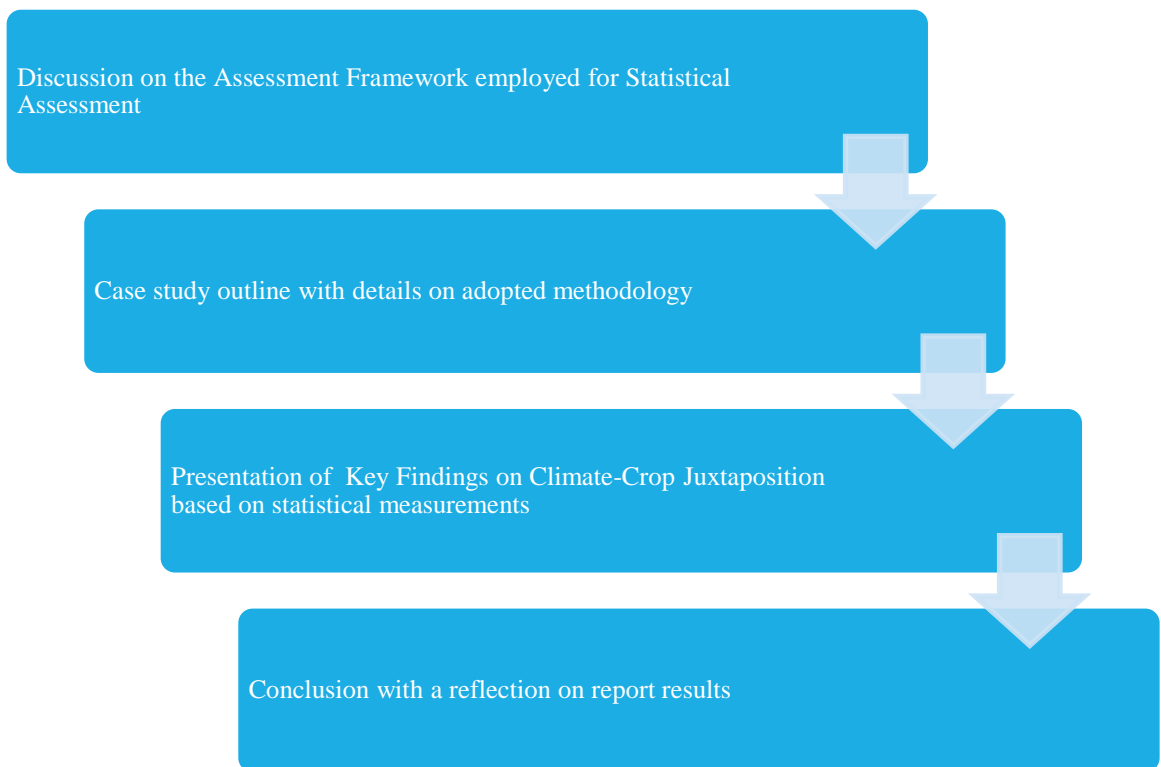 Discussion on the Assessment Framework employed for Statistical
Assessment
Case study outline with details on adopted methodology
Presentation of  Key Findings on Climate-Crop Juxtaposition
based on statistical measurements
Conclusion with a reflection on report results